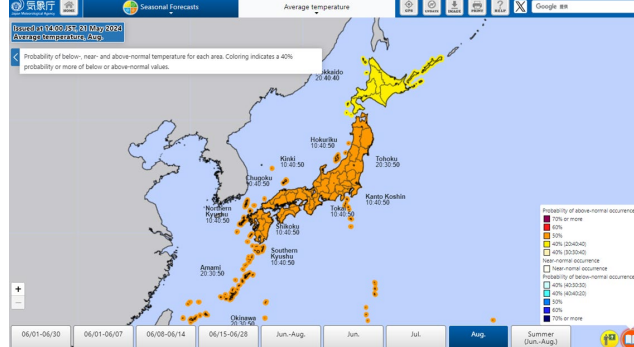 気象庁
Japan Meteorological Agency
HOME
Seasonal Forecasts
Average temperature
GPS
SHARE
PRINT
HELP
Google 提供
Issued at 14:00 JST, 21 May 2024
Average temperature, Aug.
Probability of below-, near- and above-normal temperature for each area. Coloring indicates a 40%
probability or more of below or above-normal values.
kkaido
20:40:40
Hokuriku
10:40:50
Tohoku
20:30:50
Kinki
10:40:50
Chugoku
10:40:50
Kanto Koshin
10:40:50
Northern
Kyushu
10:40:50
Tokai
10:40:50
Shikoku
10:40:50
Southern
Kyushu
10:40:50
Amami
20:30:50
Okinawa
20:30:50
Probability of above-normal occurrence
70% or more
60%
50%
40% (20:40:40)
40% (30:30:40)
Near-normal occurrence
Near-normal occurrence
Probability of below-normal occurrence
40% (40:30:30)
40% (40:40:20)
50%
60%
70% or more
+
−
06/01-06/30
06/01-06/07
06/08-06/14
06/15-06/28
Jun.-Aug.
Jun.
Jul.
Aug.
Summer
(Jun.-Aug.)